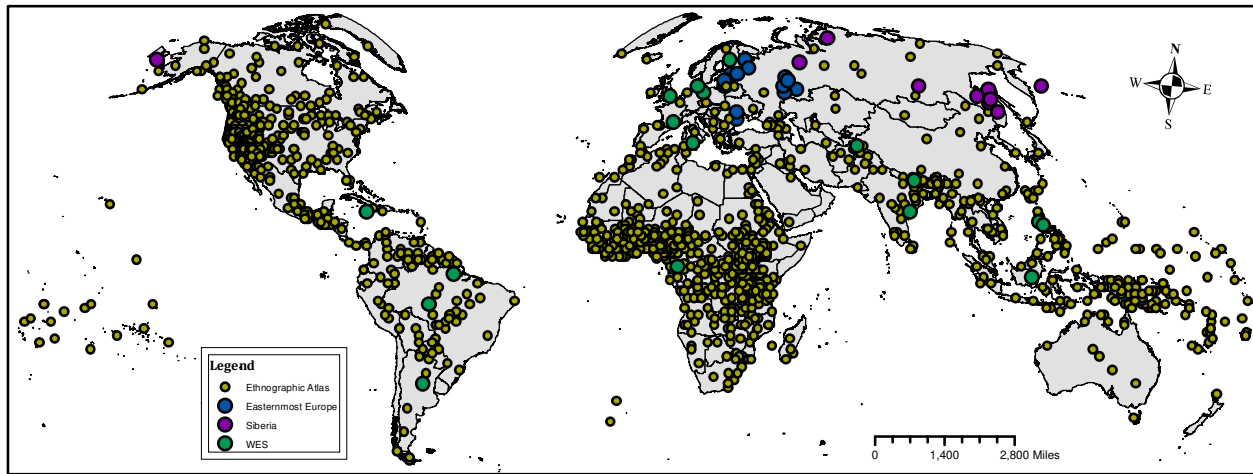 N
W E
S
Legend
Ethnographic Atlas
Easternmost Europe
Siberia
WES
0 1,400 2,800 Miles